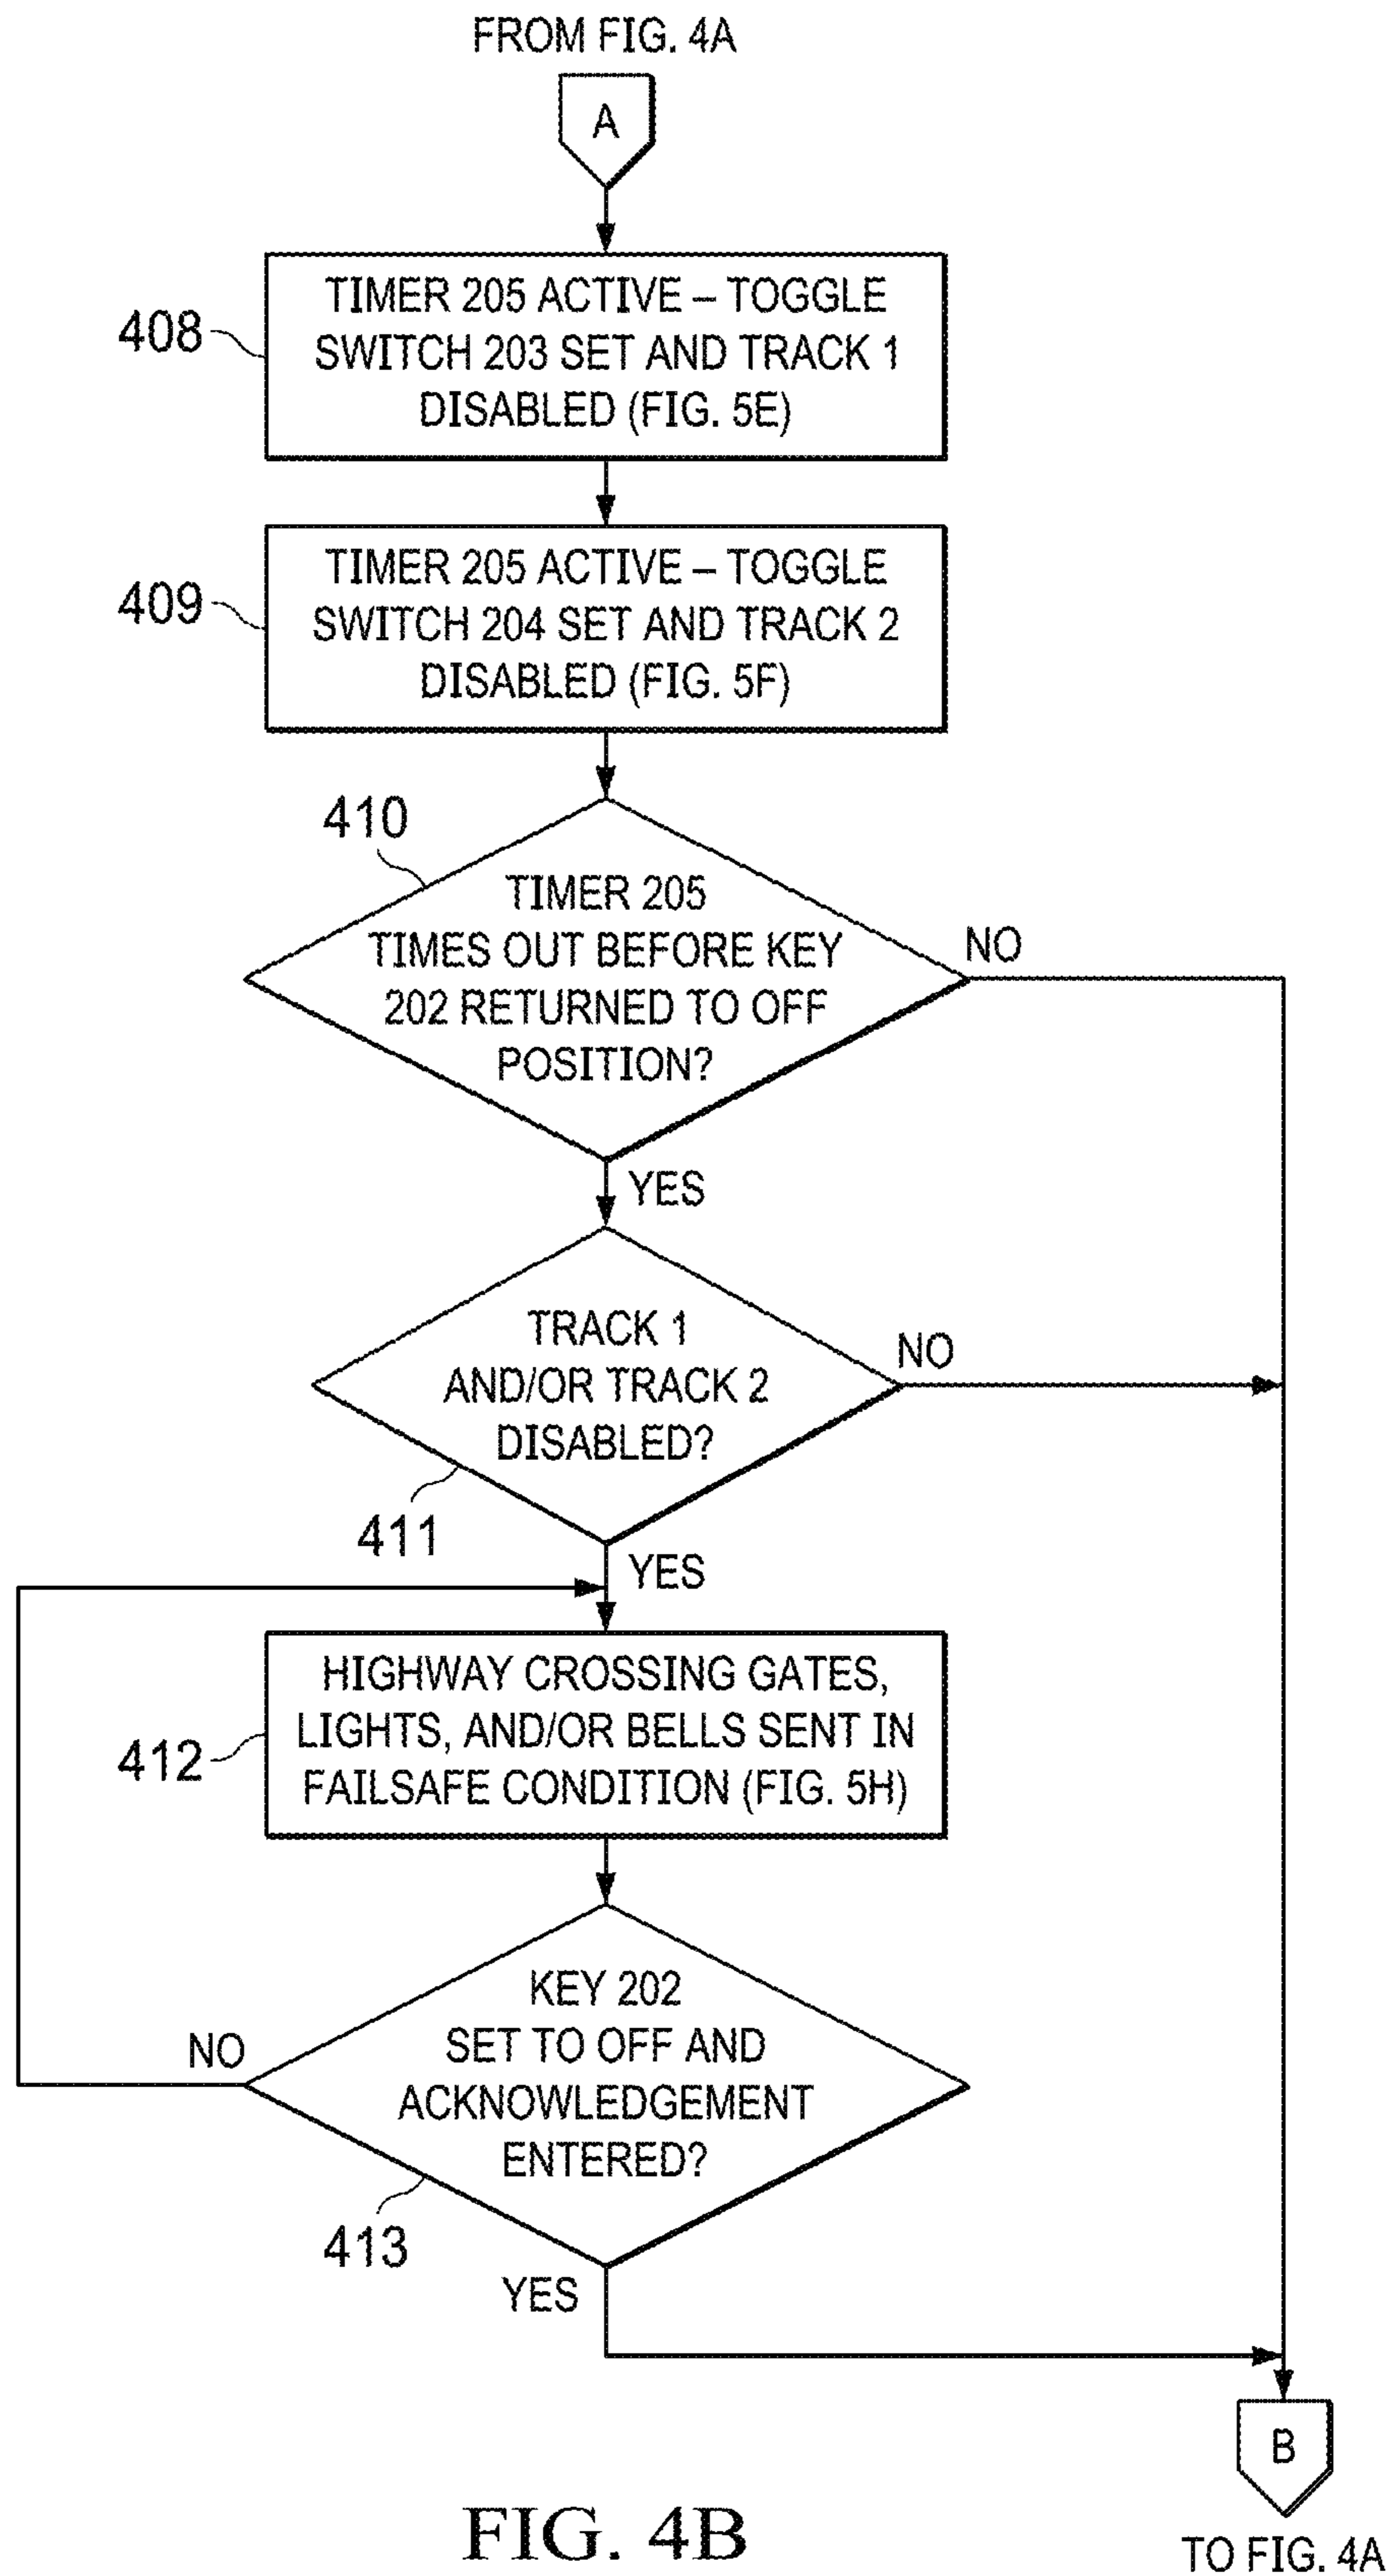 FROM FIG. 4A
A
408
TIMER 205 ACTIVE – TOGGLE
SWITCH 203 SET AND TRACK 1
DISABLED (FIG. 5E)
409
TIMER 205 ACTIVE – TOGGLE
SWITCH 204 SET AND TRACK 2
DISABLED (FIG. 5F)
410
TIMER 205
TIMES OUT BEFORE KEY
202 RETURNED TO OFF
POSITION?
NO
YES
TRACK 1
AND/OR TRACK 2
DISABLED?
NO
411
YES
412
HIGHWAY CROSSING GATES,
LIGHTS, AND/OR BELLS SENT IN
FAILSAFE CONDITION (FIG. 5H)
KEY 202
SET TO OFF AND
ACKNOWLEDGEMENT
ENTERED?
NO
413
YES
B
TO FIG. 4A
FIG. 4B